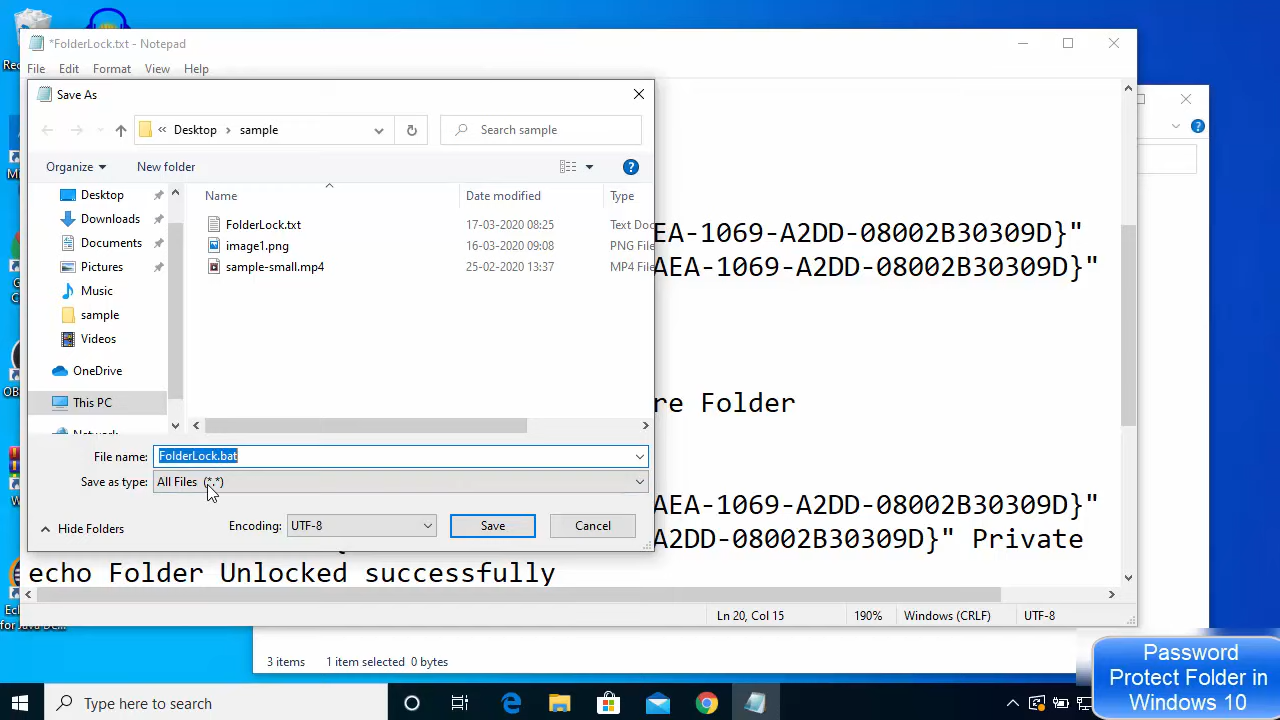 Rec
*FolderLock.txt - Notepad
File Edit Format View Help
Save As
« Desktop › sample
Search sample
Organize
New folder
Name Date modified Type
Desktop
Downloads
Documents
Pictures
Music
sample
Videos
OneDrive
This PC
FolderLock.txt 17-03-2020 08:25 Text Doc
image1.png 16-03-2020 09:08 PNG File
sample-small.mp4 25-02-2020 13:37 MP4 File
File name: FolderLock.bat
Save as type: All Files (*.*)
Hide Folders
Encoding: UTF-8
Save
Cancel
EA-1069-A2DD-08002B30309D}"
AEA-1069-A2DD-08002B30309D}"
re Folder
AEA-1069-A2DD-08002B30309D}"
A2DD-08002B30309D}" Private
echo Folder Unlocked successfully
Ln 20, Col 15 190% Windows (CRLF) UTF-8
3 items 1 item selected 0 bytes
Ecl
for Java De...
Type here to search
Password
Protect Folder in
Windows 10